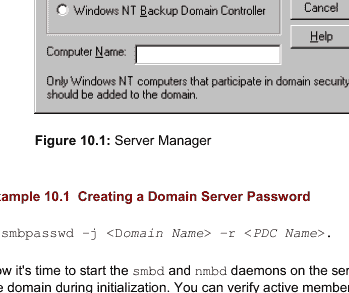 Windows NT Backup Domain Controller
Cancel
Help
Computer Name:
Only Windows NT computers that participate in domain security
should be added to the domain.
Figure 10.1: Server Manager
ample 10.1 Creating a Domain Server Password
smbpasswd -j <Domain Name> -r <PDC Name>.
ow it's time to start the smbd and nmbd daemons on the ser
e domain during initialization. You can verify active member